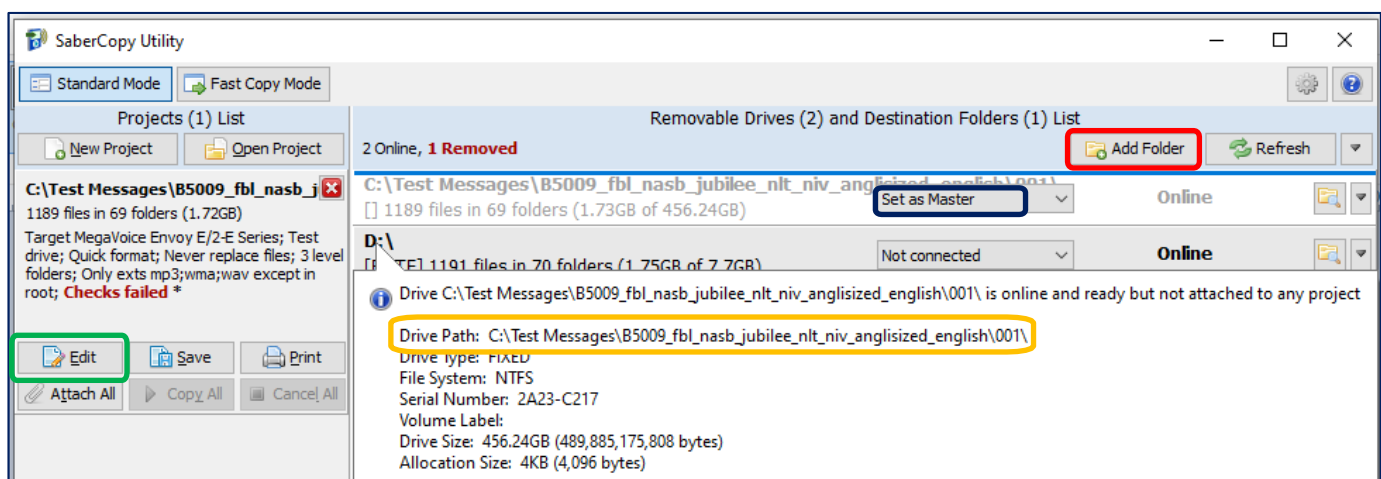 SaberCopy Utility
Standard Mode Fast Copy Mode
Projects (1) List
Removable Drives (2) and Destination Folders (1) List
New Project Open Project
2 Online, 1 Removed Add Folder Refresh
C:\Test Messages\B5009_fbl_nasb_j
1189 files in 69 folders (1.72GB)
Target MegaVoice Envoy E/2-E Series; Test
drive; Quick format; Never replace files; 3 level
folders; Only exts mp3;wma;wav except in
root; Checks failed *
Edit Save Print
Attach All Copy All Cancel All
C:\Test Messages\B5009_fbl_nasb_jubilee_nlt_niv_anglisized_english\001\
[] 1189 files in 69 folders (1.73GB of 456.24GB) Set as Master Online
D:\
1191 files in 70 folders (1.75GB of 7.7GB) Not connected Online
Drive C:\Test Messages\B5009_fbl_nasb_jubilee_nlt_niv_anglisized_english\001\ is online and ready but not attached to any project
Drive Path: C:\Test Messages\B5009_fbl_nasb_jubilee_nlt_niv_anglisized_english\001\
Drive Type: FIXED
File System: NTFS
Serial Number: 2A23-C217
Volume Label:
Drive Size: 456.24GB (489,885,175,808 bytes)
Allocation Size: 4KB (4,096 bytes)